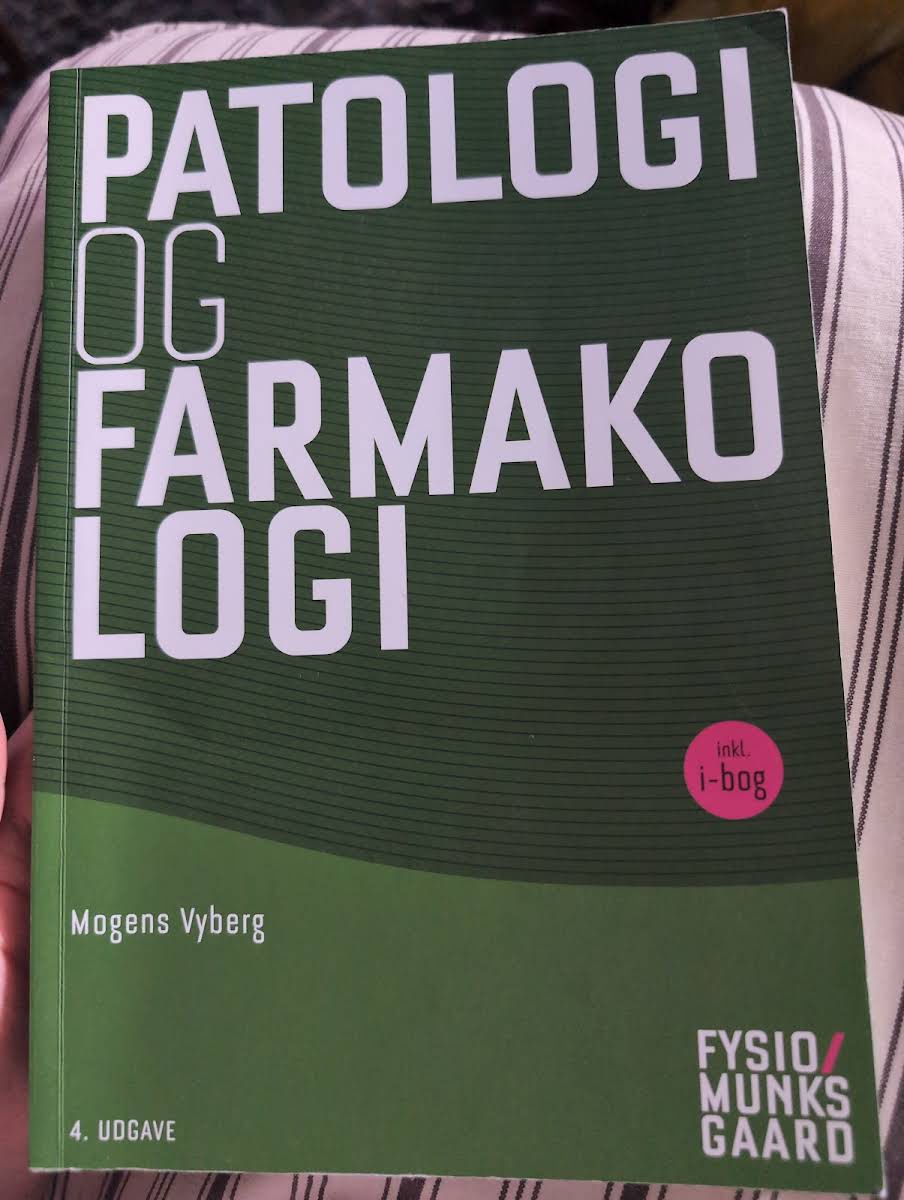 PATOLOGI
OG
FARMAKO
LOGI
inkl.
i-bog
Mogens Vyberg
4. UDGAVE
FYSIO/
MUNKS
GAARD